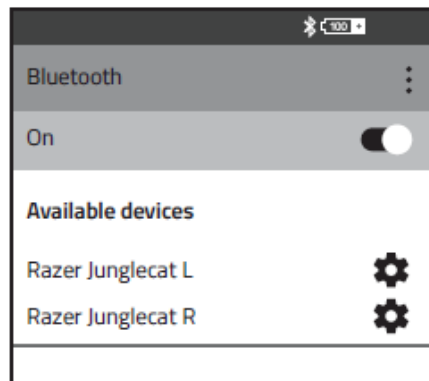 100 +
Bluetooth
On
Available devices
Razer Junglecat L
Razer Junglecat R